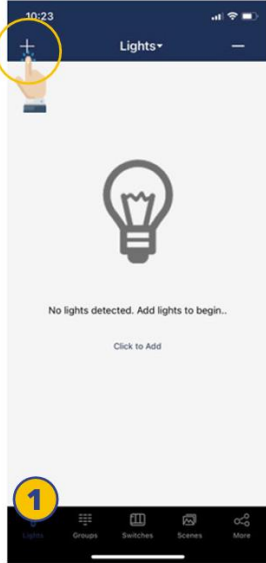 10:23
Lights
No lights detected. Add lights to begin..
Click to Add
1
Lights Groups Switches Scenes More